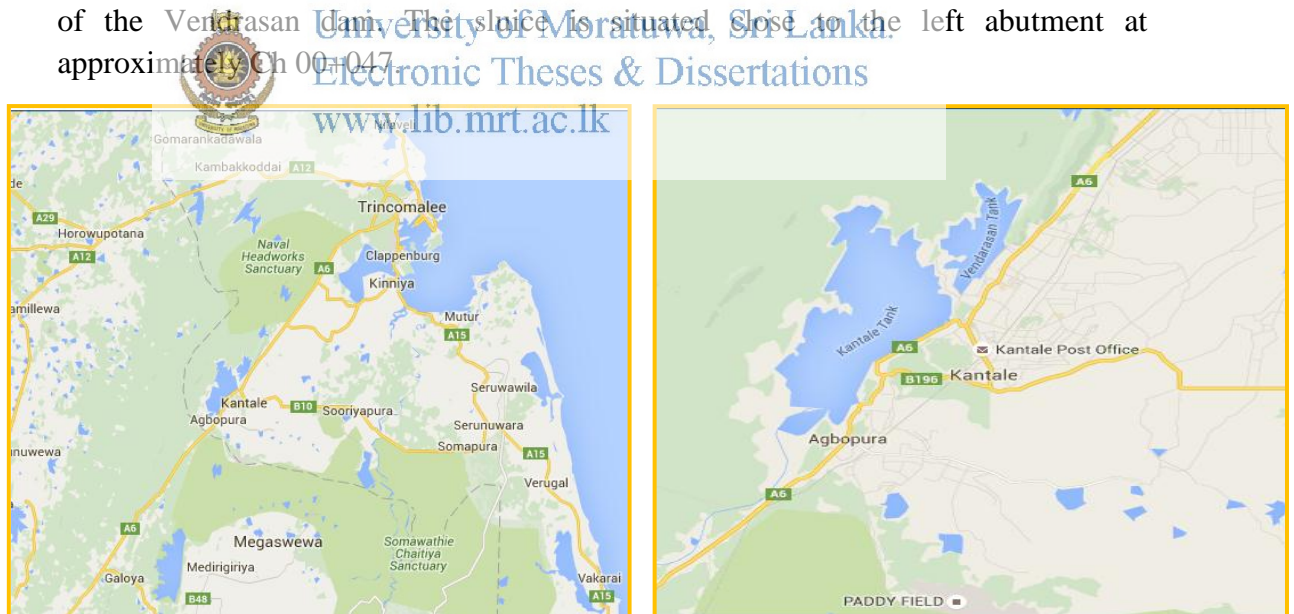 of the Vendrasan dam. The sluice is situated close to the left abutment at
approximately Ch 00+047.
University of Moratuwa, Sri Lanka.
Electronic Theses & Dissertations
www.lib.mrt.ac.lk
Nilaveli
Gomarankadawala
Kambakkoddai
A12
Trincomalee
A29
Horowupotana
A12
Naval
Headworks
Sanctuary
A6
Clappenburg
Kinniya
Mutur
A15
amillewa
Seruwawila
Kantale
B10
Sooriyapura
Agbopura
Serunuwara
Somapura
A15
nuwewa
Verugal
A6
Megaswewa
Somawathie
Chaitiya
Sanctuary
Galoya
Medirigiriya
Vakarai
B48
A15
A6
Vendarasan Tank
Kantale Tank
A6
Kantale Post Office
B196
Kantale
Agbopura
A6
PADDY FIELD